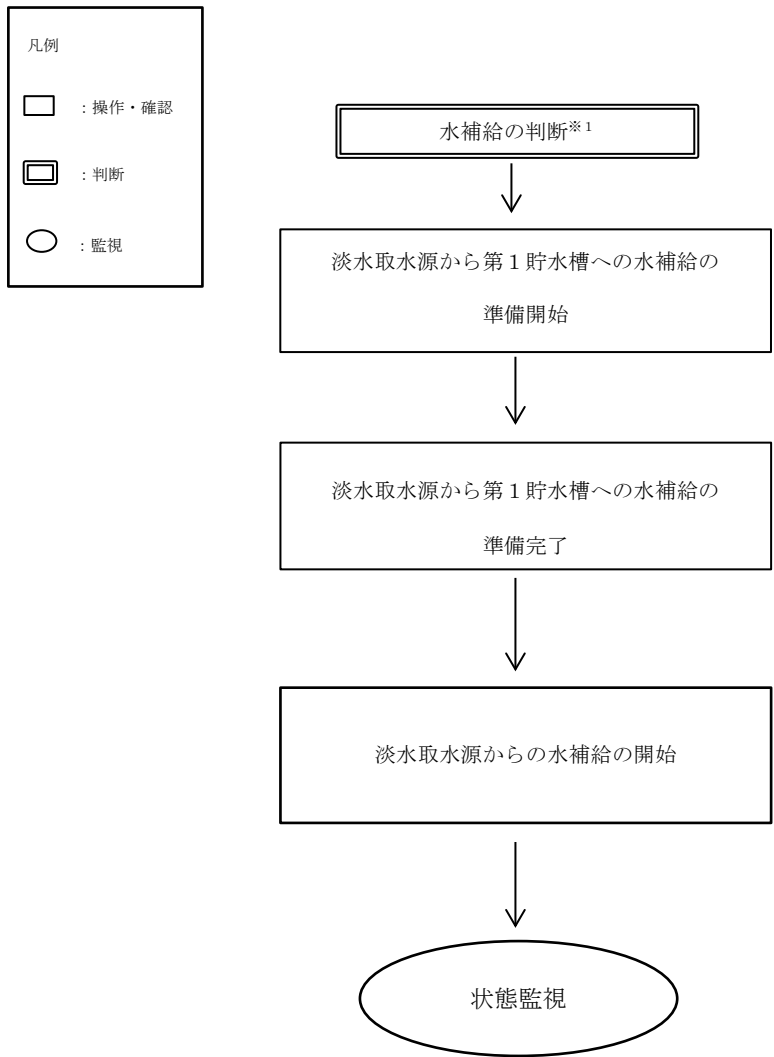 凡例
：操作・確認
：判断
：監視
水補給の判断※１
淡水取水源から第１貯水槽への水補給の
準備開始
淡水取水源から第１貯水槽への水補給の
準備完了
淡水取水源からの水補給の開始
状態監視